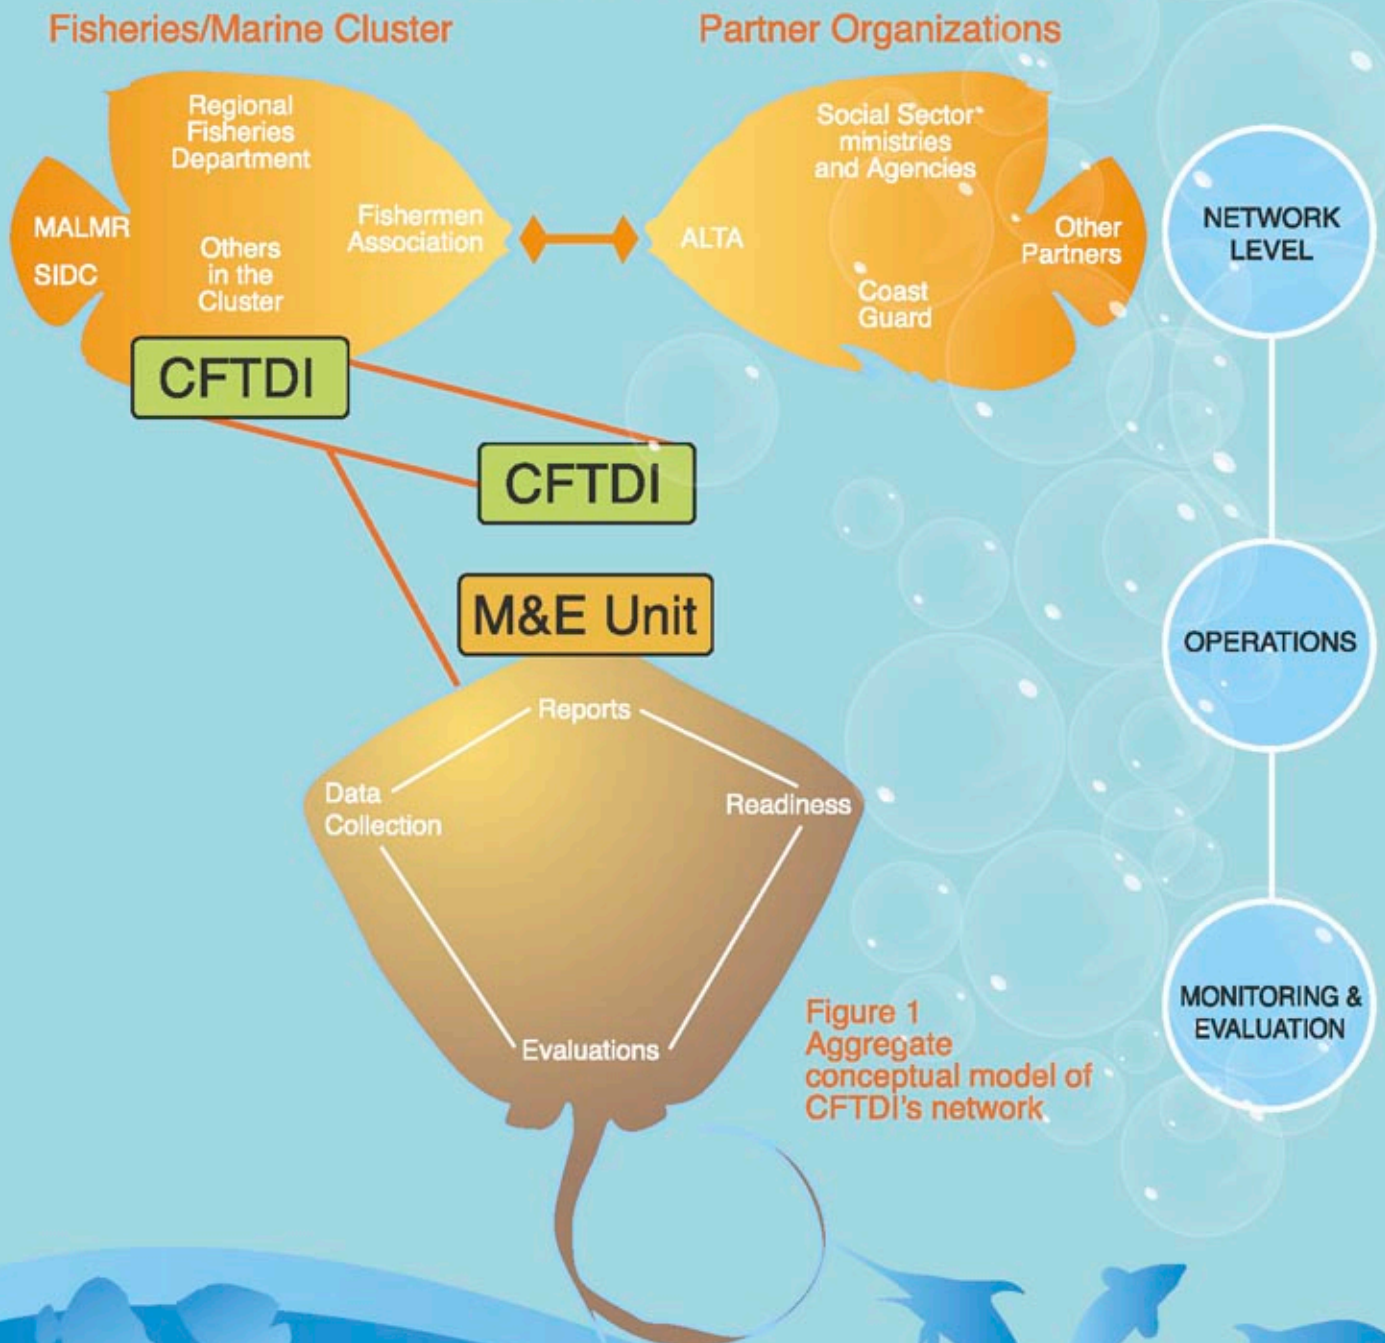 Fisheries/Marine Cluster
Partner Organizations
Regional
Fisheries
Department
MALMR
SIDC
Others
in the
Cluster
Fishermen
Association
ALTA
Social Sector*
ministries
and Agencies
Coast
Guard
Other
Partners
NETWORK
LEVEL
CFTDI
CFTDI
OPERATIONS
M&E Unit
Reports
Data
Collection
Readiness
Evaluations
MONITORING &
EVALUATION
Figure 1
Aggregate
conceptual model of
CFTDI's network